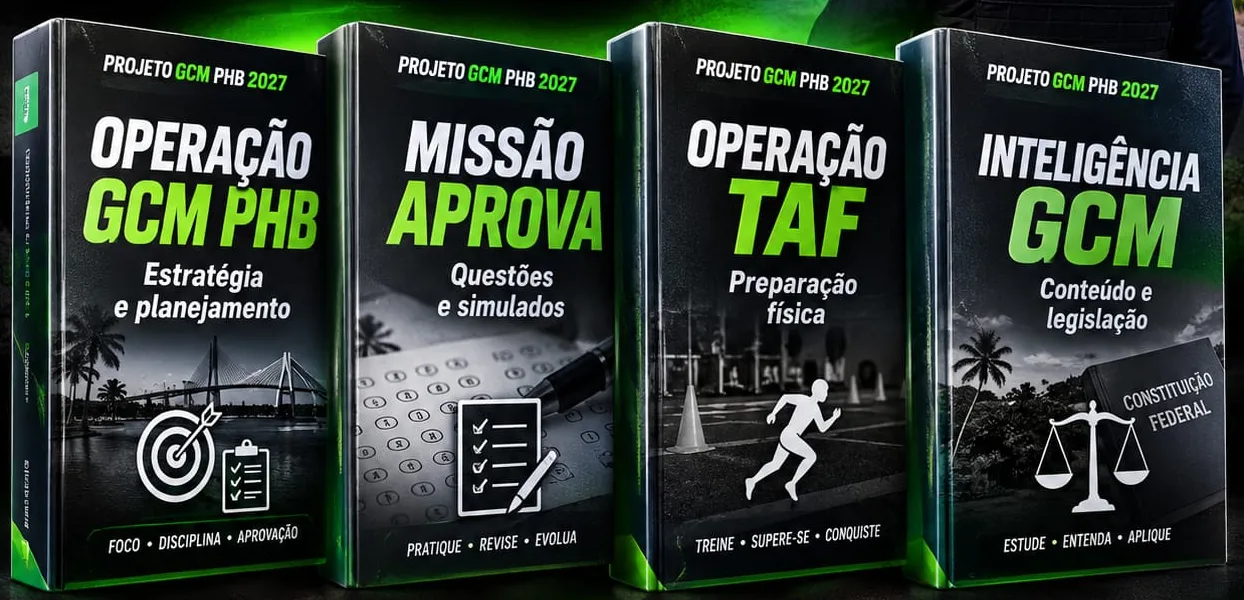 PROJETO GCM PHB 2027
OPERAÇÃO
GCM PHB
Estratégia
e planejamento
FOCO • DISCIPLINA • APROVAÇÃO
PROJETO GCM PHB 2027
MISSÃO
APROVA
Questões
e simulados
PRATIQUE • REVISE • EVOLUA
PROJETO GCM PHB 2027
OPERAÇÃO
TAF
Preparação
física
TREINE • SUPERE-SE • CONQUISTE
PROJETO GCM PHB 2027
INTELIGÊNCIA
GCM
Conteúdo e
legislação
CONSTITUIÇÃO
FEDERAL
ESTUDE • ENTENDA • APLIQUE